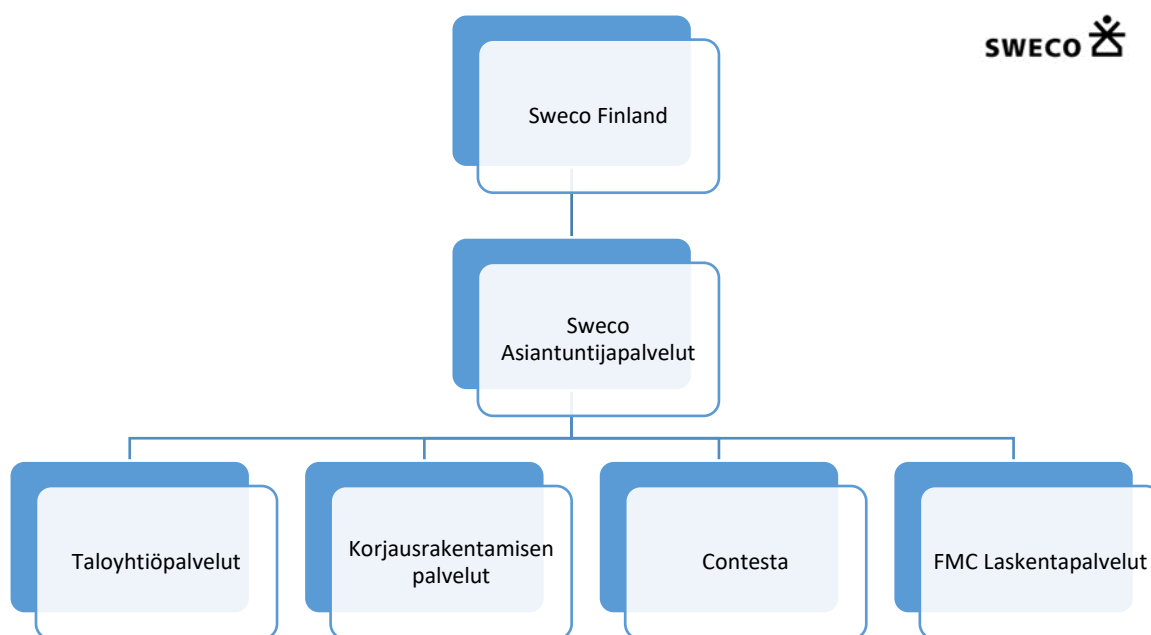 SWECO
Sweco Finland
Sweco
Asiantuntijapalvelut
Taloyhtiöpalvelut
Korjausrakentamisen
palvelut
Contesta
FMC Laskentapalvelut